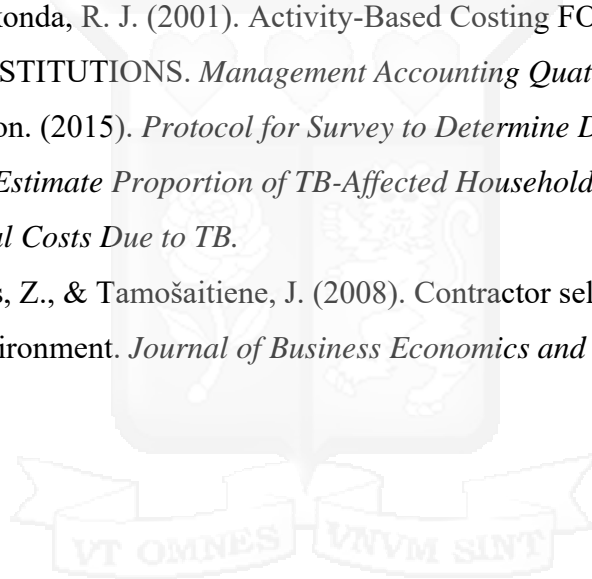 konda, R. J. (2001). Activity-Based Costing FO
STITUTIONS. Management Accounting Quat
on. (2015). Protocol for Survey to Determine D
Estimate Proportion of TB-Affected Household
al Costs Due to TB.
s, Z., & Tamošaitiene, J. (2008). Contractor sel
ironment. Journal of Business Economics and
VT OMNES VNVM SINT